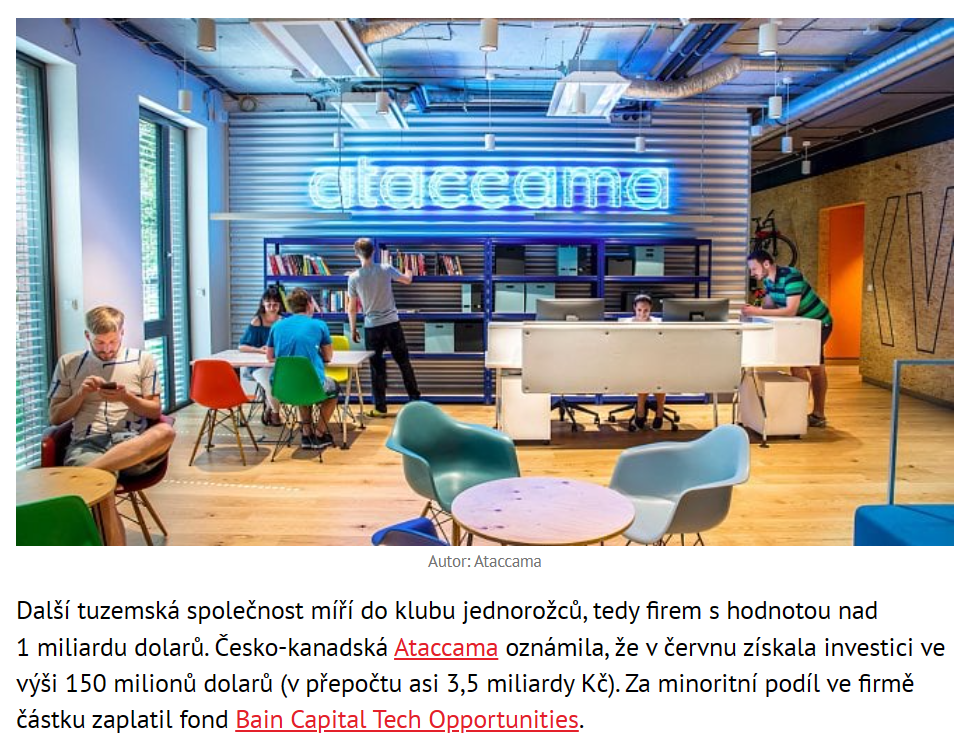 ataccama
Autor: Ataccama
Další tuzemská společnost míří do klubu jednorožců, tedy firem s hodnotou nad
1 miliardu dolarů. Česko-kanadská Ataccama oznámila, že v červnu získala investici ve
výši 150 milionů dolarů (v přepočtu asi 3,5 miliardy Kč). Za minoritní podíl ve firmě
částku zaplatil fond Bain Capital Tech Opportunities.